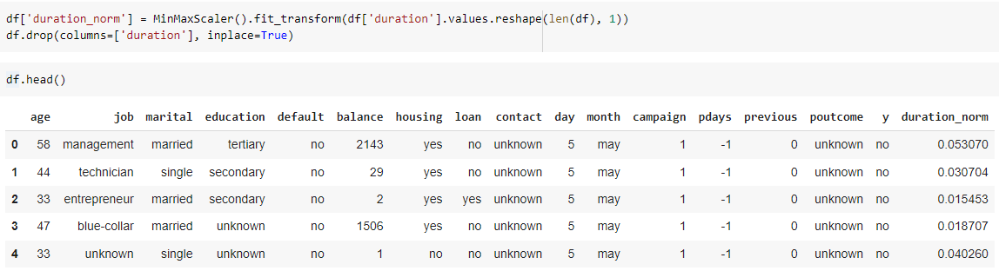 df['duration_norm'] = MinMaxScaler().fit_transform(df['duration'].values.reshape(len(df), 1))
df.drop(columns=['duration'], inplace=True)
df.head()
age job marital education default balance housing loan contact day month campaign pdays previous poutcome y duration_norm
0 58 management married tertiary no 2143 yes no unknown 5 may 1 -1 0 unknown no 0.053070
1 44 technician single secondary no 29 yes no unknown 5 may 1 -1 0 unknown no 0.030704
2 33 entrepreneur married secondary no 2 yes yes unknown 5 may 1 -1 0 unknown no 0.015453
3 47 blue-collar married unknown no 1506 yes no unknown 5 may 1 -1 0 unknown no 0.018707
4 33 unknown single unknown no 1 no no unknown 5 may 1 -1 0 unknown no 0.040260